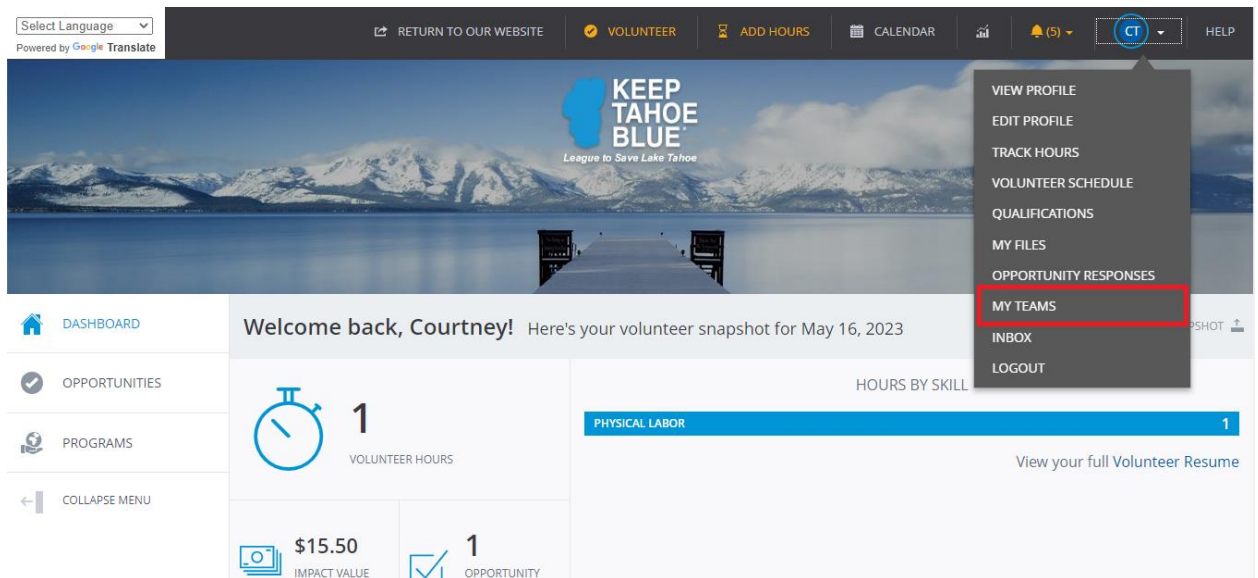 Select Language
Powered by Google Translate
RETURN TO OUR WEBSITE
VOLUNTEER
ADD HOURS
CALENDAR
(5)
CT
HELP
KEEP
TAHOE
BLUE
League to Save Lake Tahoe
VIEW PROFILE
EDIT PROFILE
TRACK HOURS
VOLUNTEER SCHEDULE
QUALIFICATIONS
MY FILES
OPPORTUNITY RESPONSES
MY TEAMS
INBOX
LOGOUT
DASHBOARD
OPPORTUNITIES
PROGRAMS
COLLAPSE MENU
Welcome back, Courtney! Here's your volunteer snapshot for May 16, 2023
1
VOLUNTEER HOURS
HOURS BY SKILL
PHYSICAL LABOR 1
View your full Volunteer Resume
$15.50
IMPACT VALUE
1
OPPORTUNITY